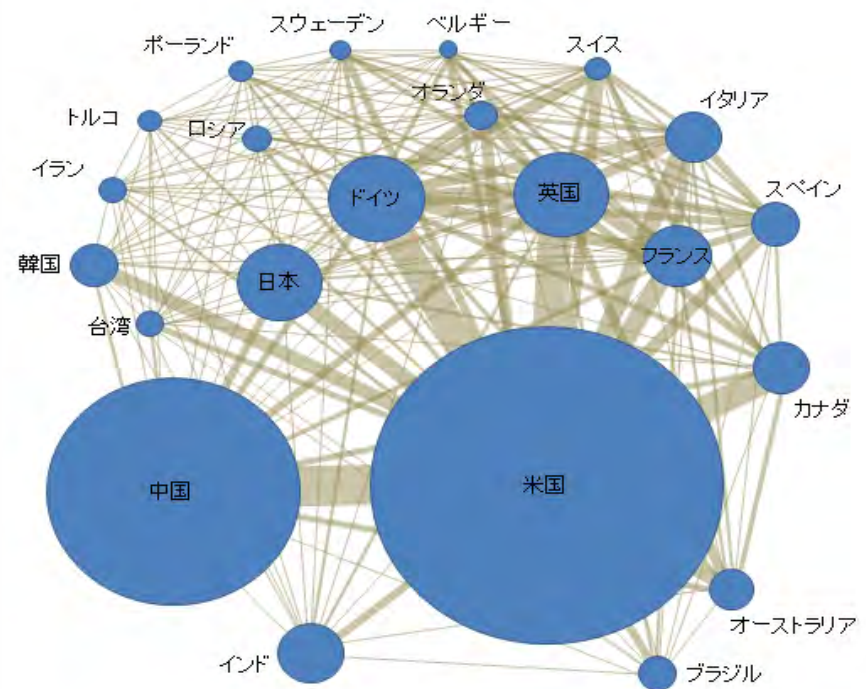 スウェーデン
ベルギー
ポーランド
スイス
オランダ
イタリア
トルコ
ロシア
イラン
ドイツ
英国
スペイン
韓国
日本
フランス
台湾
カナダ
中国
米国
オーストラリア
インド
ブラジル